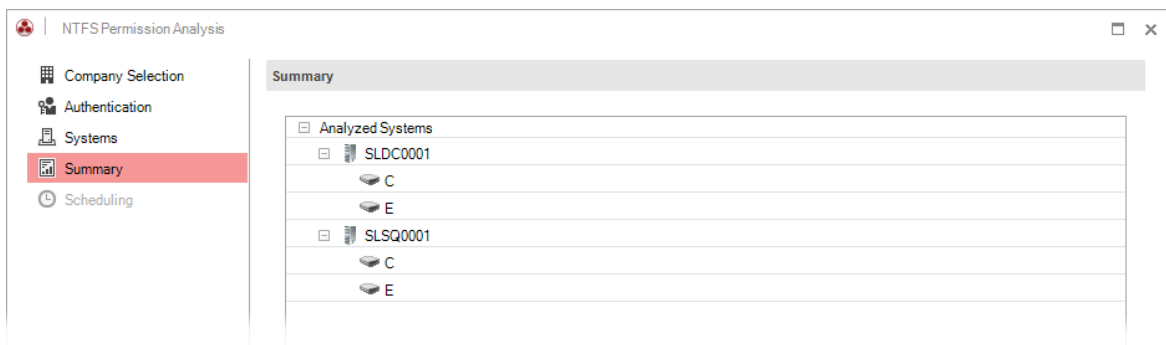 NTFS Permission Analysis
Company Selection
Authentication
Systems
Summary
Scheduling
Summary
Analyzed Systems
SLDC0001
C
E
SLSQ0001
C
E